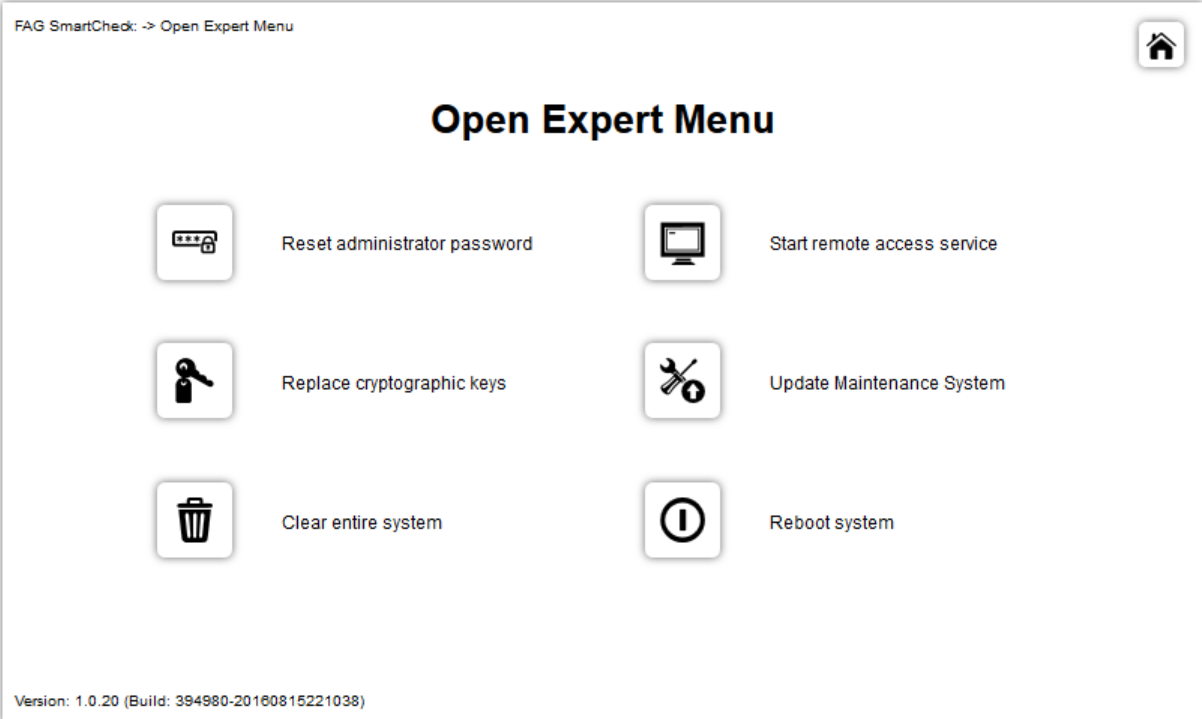 FAG SmartCheck: -> Open Expert Menu
Open Expert Menu
***
Reset administrator password
Start remote access service
Replace cryptographic keys
Update Maintenance System
Clear entire system
Reboot system
Version: 1.0.20 (Build: 394980-20160815221038)